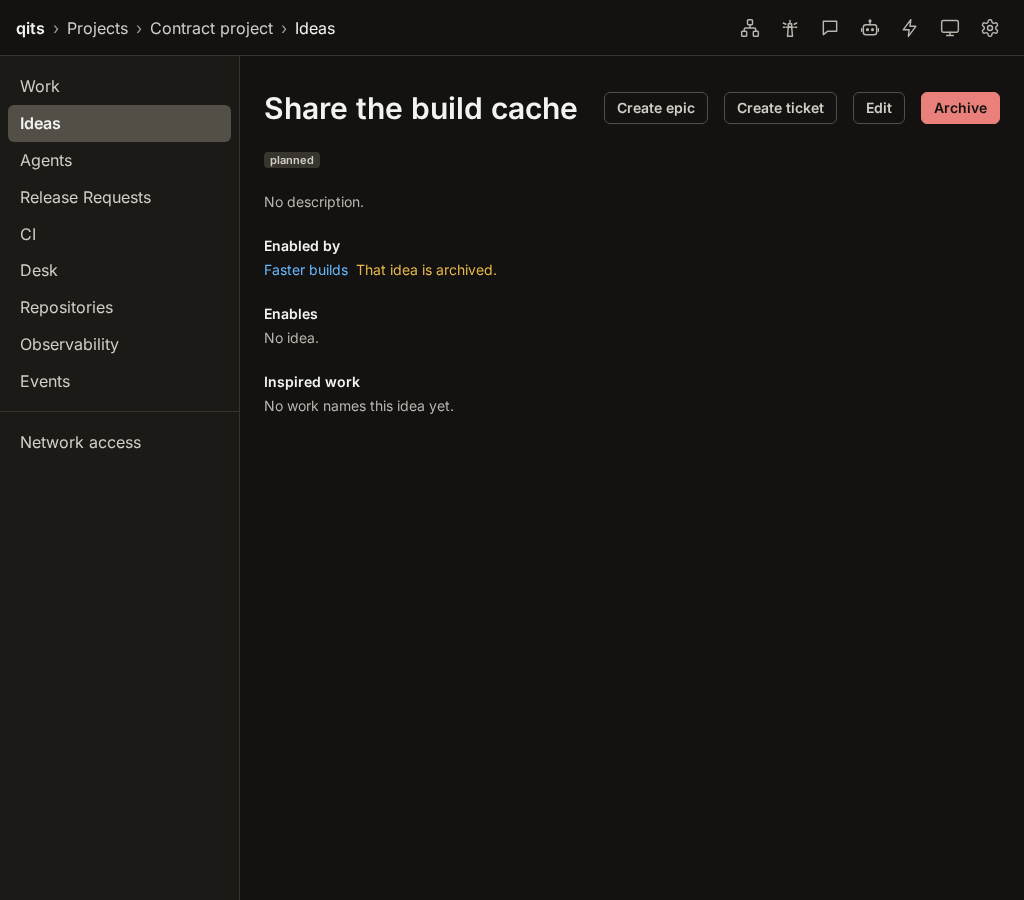 qits › Projects › Contract project › Ideas
Work
Ideas
Agents
Release Requests
CI
Desk
Repositories
Observability
Events
Network access
Share the build cache
Create epic
Create ticket
Edit
Archive
planned
No description.
Enabled by
Faster builds That idea is archived.
Enables
No idea.
Inspired work
No work names this idea yet.